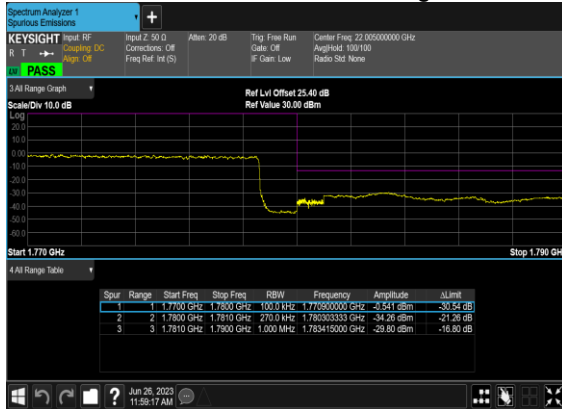 Spectrum Analyzer 1
Spurious Emissions
+
KEYSIGHT Input: RF Input Z: 50 Ω Atten: 20 dB Trig: Free Run Center Freq: 22.005000000 GHz
R T Coupling: DC Corrections: Off Gate: Off Avg|Hold: 100/100
Align: Off Freq Ref: Int (S) IF Gain: Low Radio Std: None
PASS
3 All Range Graph
Ref Lvl Offset 25.40 dB
Scale/Div 10.0 dB Ref Value 30.00 dBm
Log
20.0
10.0
0.00
-10.0
-20.0
-30.0
-40.0
-50.0
-60.0
Start 1.770 GHz Stop 1.790 GHz
4 All Range Table
Spur Range Start Freq Stop Freq RBW Frequency Amplitude ΔLimit
1 1 1.7700 GHz 1.7800 GHz 100.0 kHz 1.770900000 GHz -0.541 dBm -30.54 dB
2 2 1.7800 GHz 1.7810 GHz 270.0 kHz 1.780303333 GHz -34.26 dBm -21.26 dB
3 3 1.7810 GHz 1.7900 GHz 1.000 MHz 1.783415000 GHz -29.80 dBm -16.80 dB
? Jun 26, 2023
11:59:17 AM